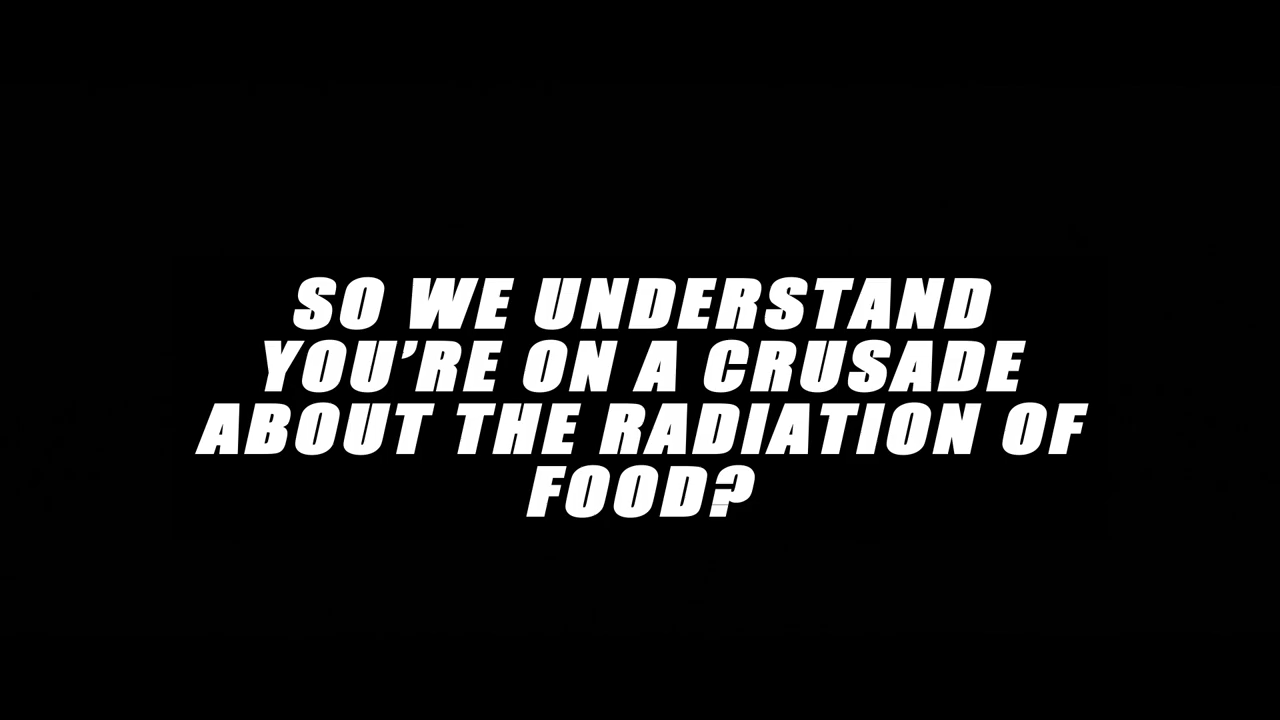 SO WE UNDERSTAND
YOU’RE ON A CRUSADE
ABOUT THE RADIATION OF
FOOD?